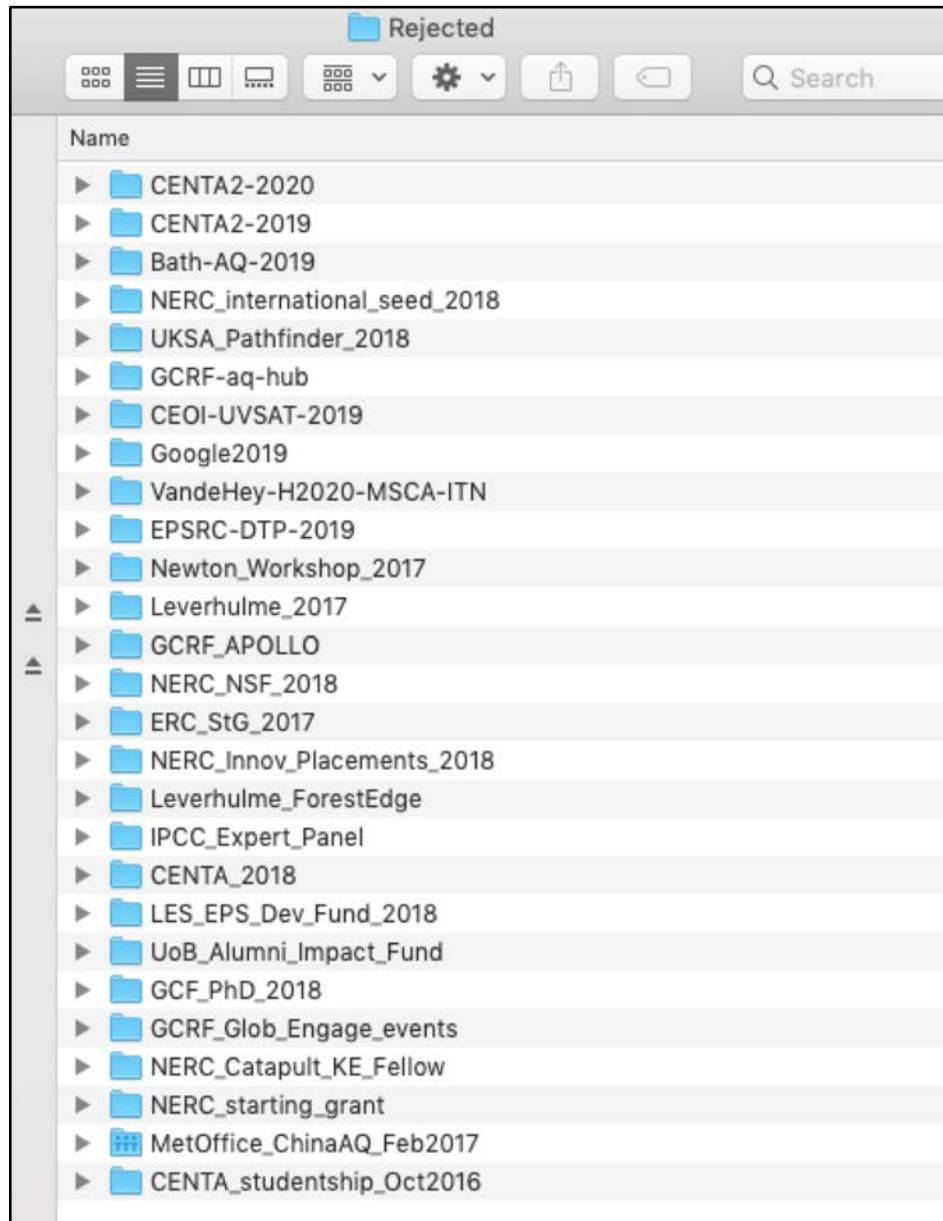 Rejected
Search
Name
CENTA2-2020
CENTA2-2019
Bath-AQ-2019
NERC_international_seed_2018
UKSA_Pathfinder_2018
GCRF-aq-hub
CEOI-UVSAT-2019
Google2019
VandeHey-H2020-MSCA-ITN
EPSRC-DTP-2019
Newton_Workshop_2017
Leverhulme_2017
GCRF_APOLLO
NERC_NSF_2018
ERC_StG_2017
NERC_Innov_Placements_2018
Leverhulme_ForestEdge
IPCC_Expert_Panel
CENTA_2018
LES_EPS_Dev_Fund_2018
UoB_Alumni_Impact_Fund
GCF_PhD_2018
GCRF_Glob_Engage_events
NERC_Catapult_KE_Fellow
NERC_starting_grant
MetOffice_ChinaAQ_Feb2017
CENTA_studentship_Oct2016